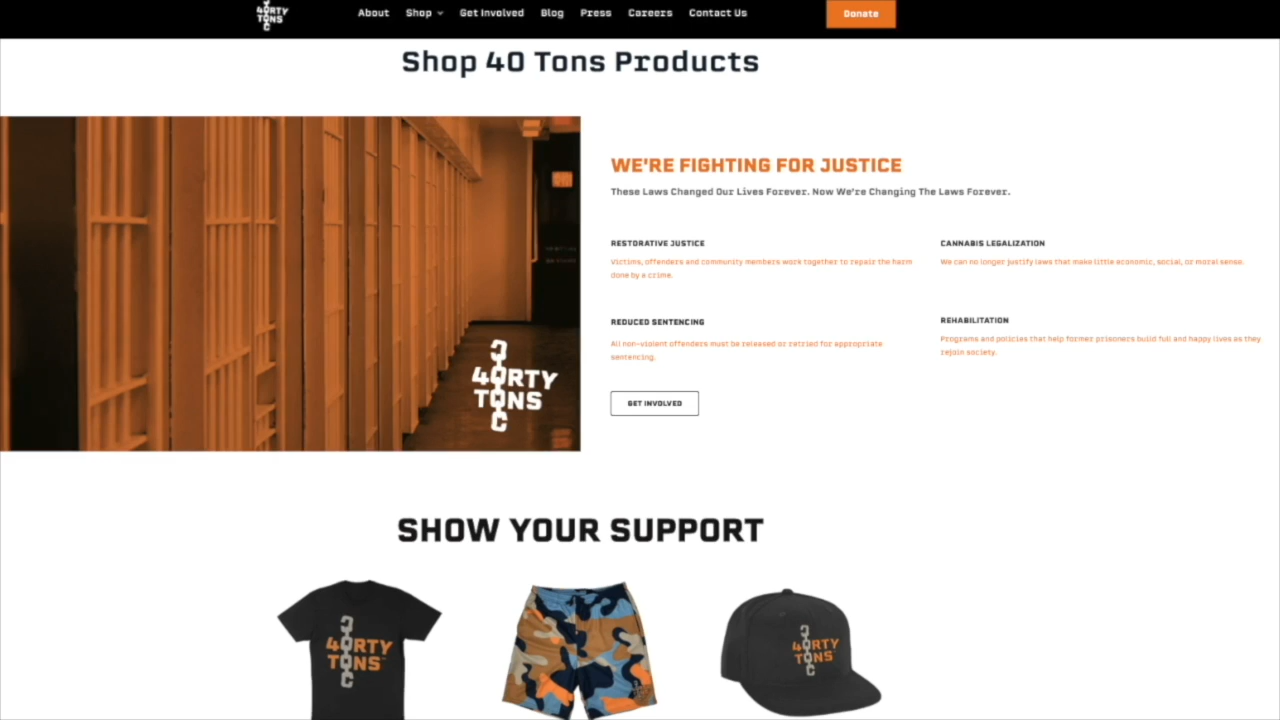 4ORTY
TONS
About Shop Get Involved Blog Press Careers Contact Us Donate
Shop 40 Tons Products
WE'RE FIGHTING FOR JUSTICE
These Laws Changed Our Lives Forever. Now We're Changing The Laws Forever.
RESTORATIVE JUSTICE
Victims, offenders and community members work together to repair the harm
done by a crime.
CANNABIS LEGALIZATION
We can no longer justify laws that make little economic, social, or moral sense.
REDUCED SENTENCING
All non-violent offenders must be released or retried for appropriate
sentencing.
REHABILITATION
Programs and policies that help former prisoners build full and happy lives as they
rejoin society.
GET INVOLVED
4ORTY
TONS
SHOW YOUR SUPPORT
4ORTY
TONS
4ORTY
TONS